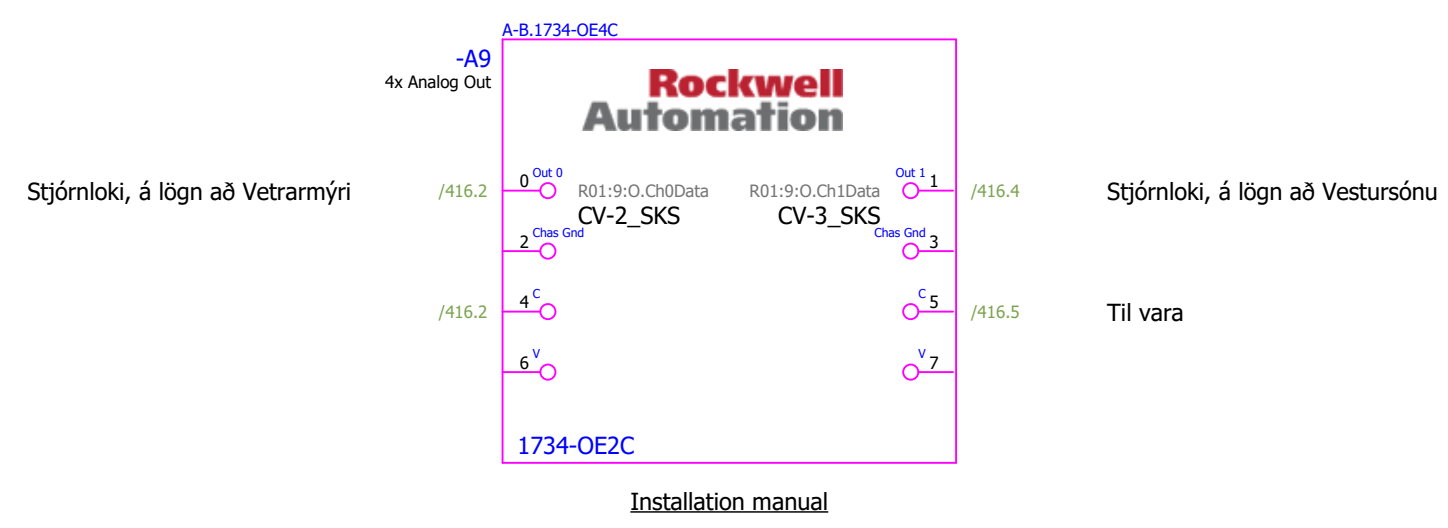 A-B.1734-OE4C
-A9
4x Analog Out
Rockwell
Automation
Stjórnloki, á lögn að Vetrarmýri /416.2 0 Out 0 R01:9:O.Ch0Data R01:9:O.Ch1Data Out 1 1 /416.4 Stjórnloki, á lögn að Vestursónu
CV-2_SKS CV-3_SKS
2 Chas Gnd Chas Gnd 3
/416.2 4 C C 5 /416.5 Til vara
6 V V 7
1734-OE2C
Installation manual